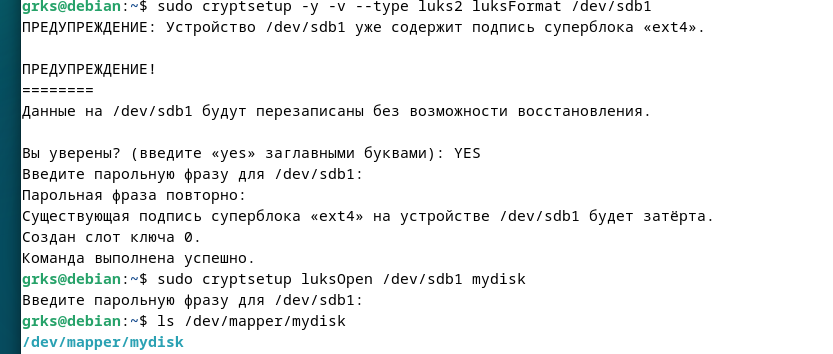 grks@debian:~$ sudo cryptsetup -y -v --type luks2 luksFormat /dev/sdb1
ПРЕДУПРЕЖДЕНИЕ: Устройство /dev/sdb1 уже содержит подпись суперблока «ext4».
ПРЕДУПРЕЖДЕНИЕ!
========
Данные на /dev/sdb1 будут перезаписаны без возможности восстановления.
Вы уверены? (введите «yes» заглавными буквами): YES
Введите парольную фразу для /dev/sdb1:
Парольная фраза повторно:
Существующая подпись суперблока «ext4» на устройстве /dev/sdb1 будет затёрта.
Создан слот ключа 0.
Команда выполнена успешно.
grks@debian:~$ sudo cryptsetup luksOpen /dev/sdb1 mydisk
Введите парольную фразу для /dev/sdb1:
grks@debian:~$ ls /dev/mapper/mydisk
/dev/mapper/mydisk